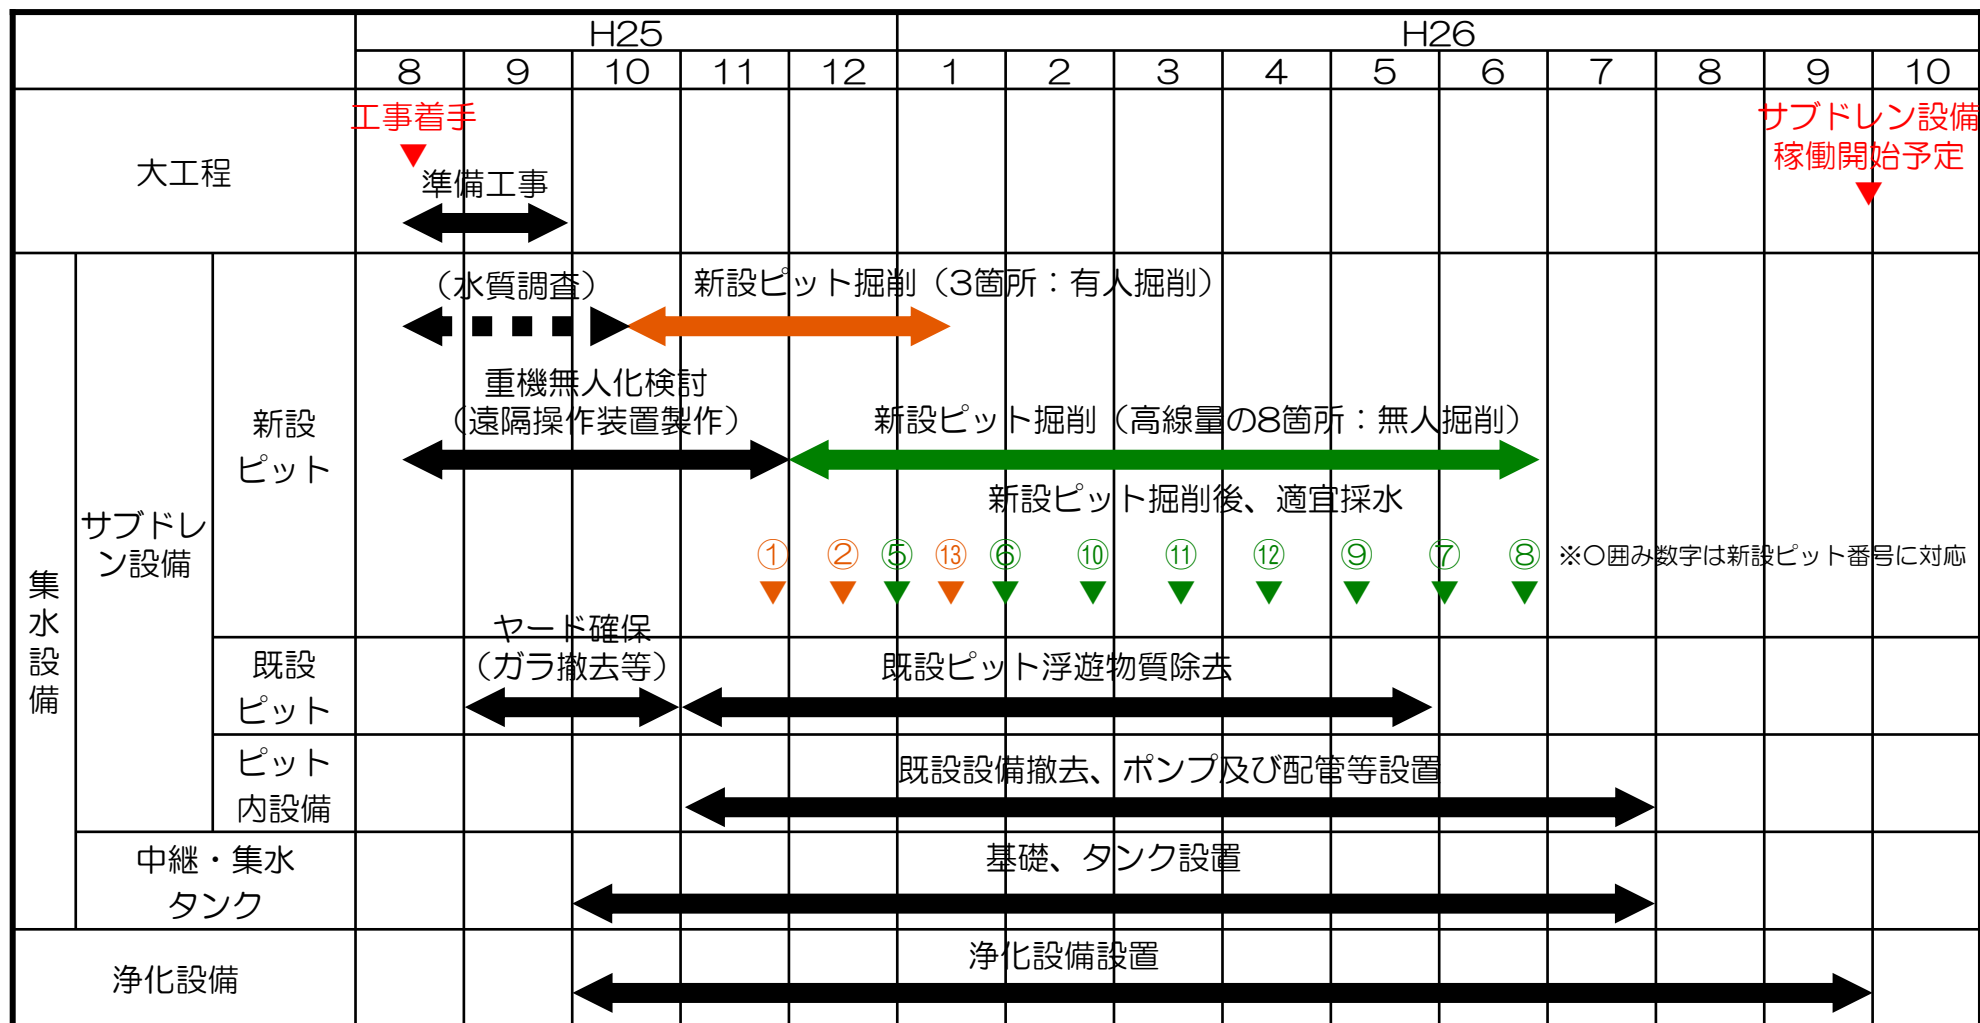 H25
H26
8
9
10
11
12
1
2
3
4
5
6
7
8
9
10
大工程
工事着手
準備工事
サブドレン設備
稼働開始予定
集水設備
サブドレ
ン設備
新設
ピット
(水質調査)
新設ピット掘削(3箇所:有人掘削)
重機無人化検討
(遠隔操作装置製作)
新設ピット掘削(高線量の8箇所:無人掘削)
新設ピット掘削後、適宜採水
① ② ⑤ ⑬ ⑥ ⑩ ⑪ ⑫ ⑨ ⑦ ⑧
※○囲み数字は新設ピット番号に対応
既設
ピット
ヤード確保
(ガラ撤去等)
既設ピット浮遊物質除去
ピット
内設備
既設設備撤去、ポンプ及び配管等設置
中継・集水
タンク
基礎、タンク設置
浄化設備
浄化設備設置